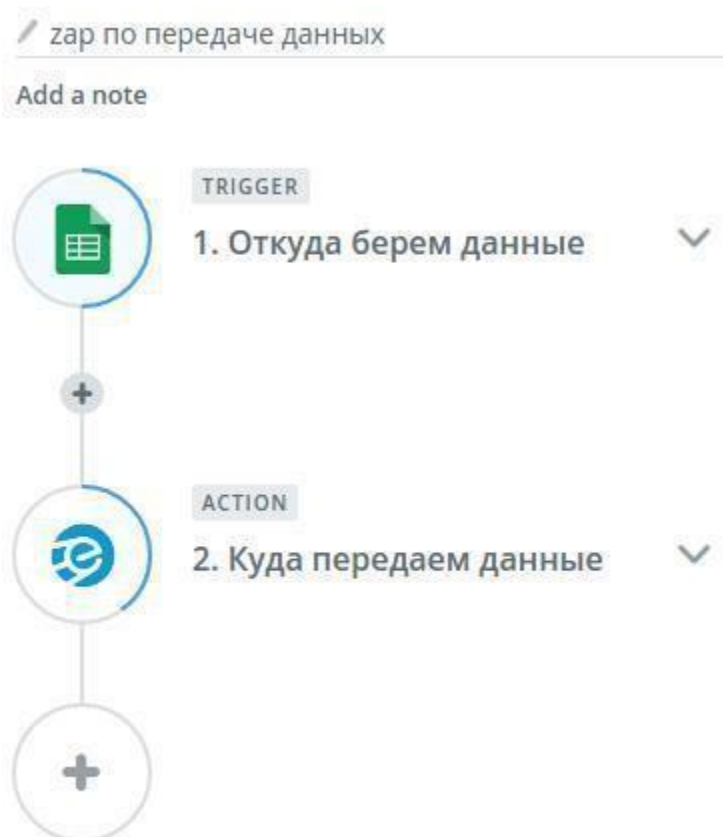 zap по передаче данных
Add a note
TRIGGER
1. Откуда берем данные
ACTION
2. Куда передаем данные